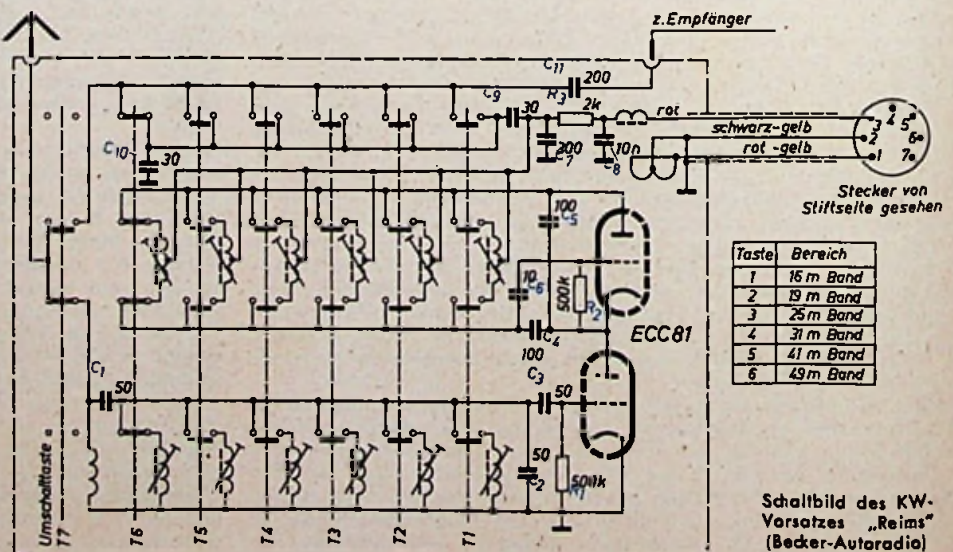 z. Empfänger
C11
200
C9
R3
30
2k
rot
C10
30
200
C7
10n
C8
schwarz-gelb
rot-gelb
3
4
5
2
6
1
7
Stecker von
Stiftseite gesehen
100
C5
10
C6
500k
R2
C4
100
ECC81
Taste Bereich
1 16 m Band
2 19 m Band
3 25 m Band
4 31 m Band
5 41 m Band
6 49 m Band
C1
50
C3
50
50
C2
R1
Umschalttaste
T7
T6
T5
T4
T3
T2
T1
Schaltbild des KW-
Vorsatzes „Reims"
(Becker-Autoradio)